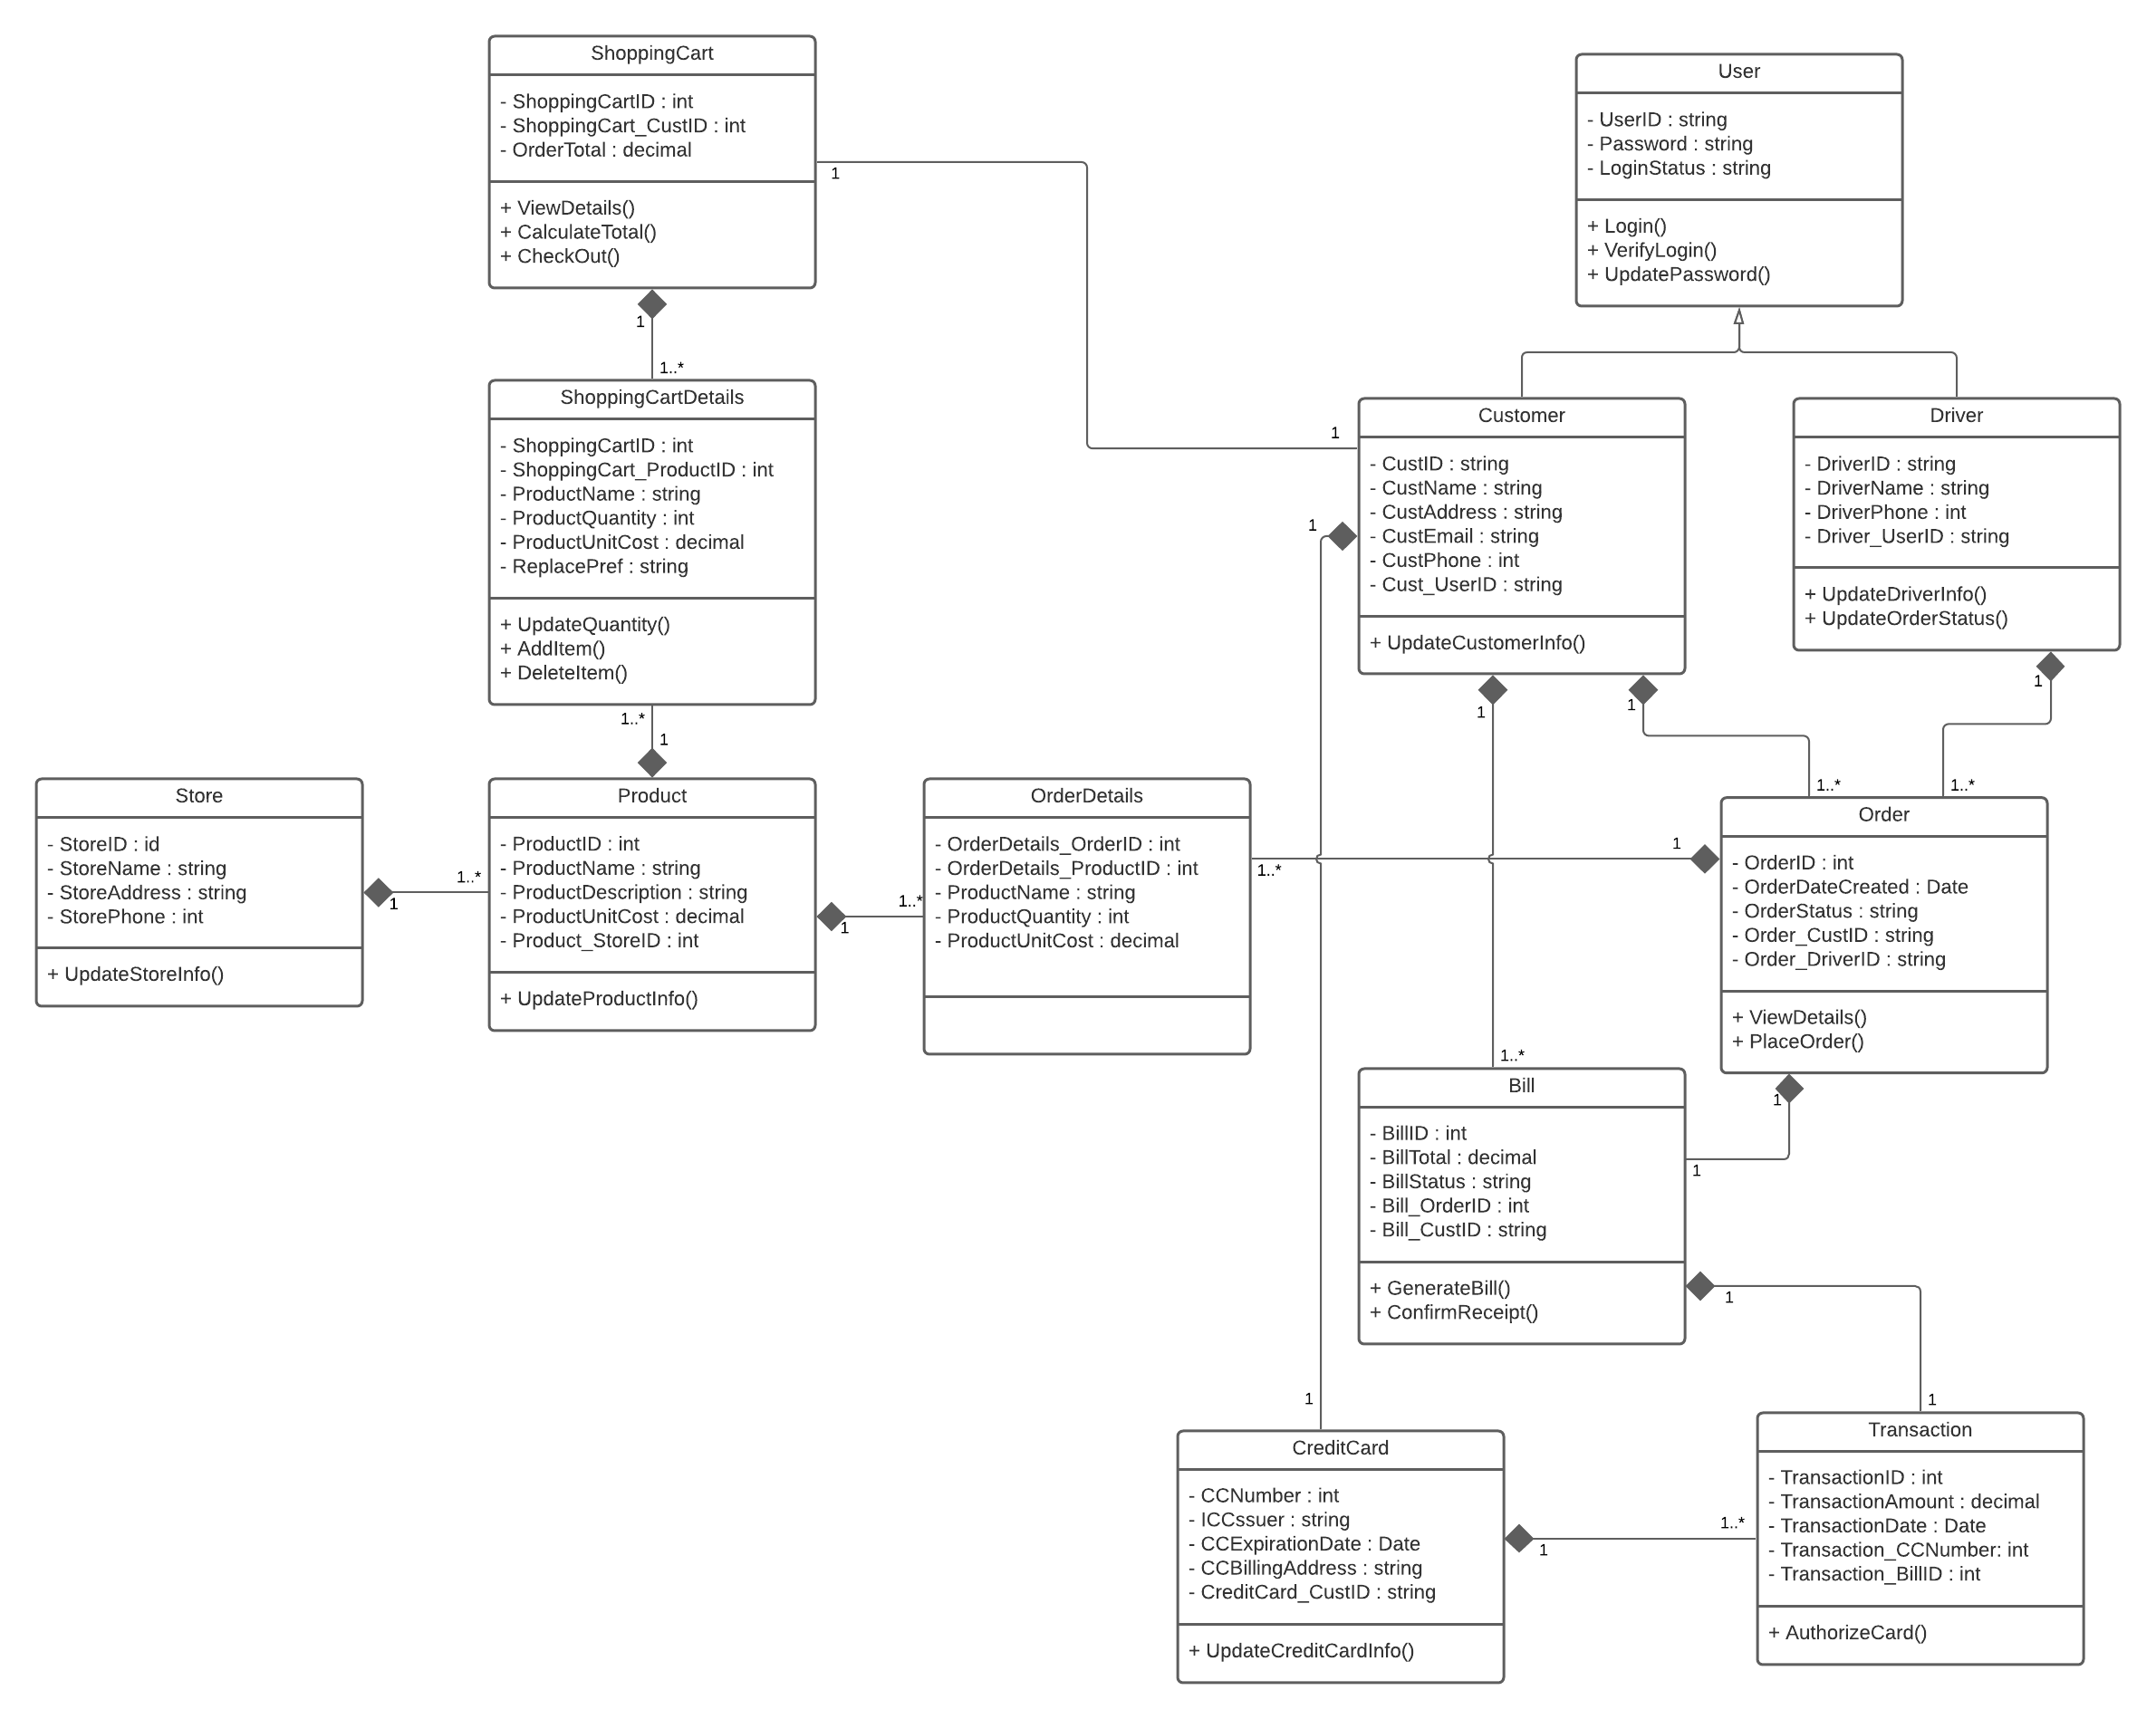 ShoppingCart
- ShoppingCartID : int
- ShoppingCart_CustID : int
- OrderTotal : decimal
+ ViewDetails()
+ CalculateTotal()
+ CheckOut()
1
1
1..*
User
- UserID : string
- Password : string
- LoginStatus : string
+ Login()
+ VerifyLogin()
+ UpdatePassword()
ShoppingCartDetails
- ShoppingCartID : int
- ShoppingCart_ProductID : int
- ProductName : string
- ProductQuantity : int
- ProductUnitCost : decimal
- ReplacePref : string
+ UpdateQuantity()
+ AddItem()
+ DeleteItem()
1..*
1
1
1
Customer
- CustID : string
- CustName : string
- CustAddress : string
- CustEmail : string
- CustPhone : int
- Cust_UserID : string
+ UpdateCustomerInfo()
1
1
Driver
- DriverID : string
- DriverName : string
- DriverPhone : int
- Driver_UserID : string
+ UpdateDriverInfo()
+ UpdateOrderStatus()
1
1..*
1..*
Store
- StoreID : id
- StoreName : string
- StoreAddress : string
- StorePhone : int
+ UpdateStoreInfo()
1
1..*
Product
- ProductID : int
- ProductName : string
- ProductDescription : string
- ProductUnitCost : decimal
- Product_StoreID : int
+ UpdateProductInfo()
1
1..*
OrderDetails
- OrderDetails_OrderID : int
- OrderDetails_ProductID : int
- ProductName : string
- ProductQuantity : int
- ProductUnitCost : decimal
1..*
1
Order
- OrderID : int
- OrderDateCreated : Date
- OrderStatus : string
- Order_CustID : string
- Order_DriverID : string
+ ViewDetails()
+ PlaceOrder()
1
1
1..*
Bill
- BillID : int
- BillTotal : decimal
- BillStatus : string
- Bill_OrderID : int
- Bill_CustID : string
+ GenerateBill()
+ ConfirmReceipt()
1
1
1
CreditCard
- CCNumber : int
- ICCssuer : string
- CCExpirationDate : Date
- CCBillingAddress : string
- CreditCard_CustID : string
+ UpdateCreditCardInfo()
1
1..*
Transaction
- TransactionID : int
- TransactionAmount : decimal
- TransactionDate : Date
- Transaction_CCNumber: int
- Transaction_BillID : int
+ AuthorizeCard()